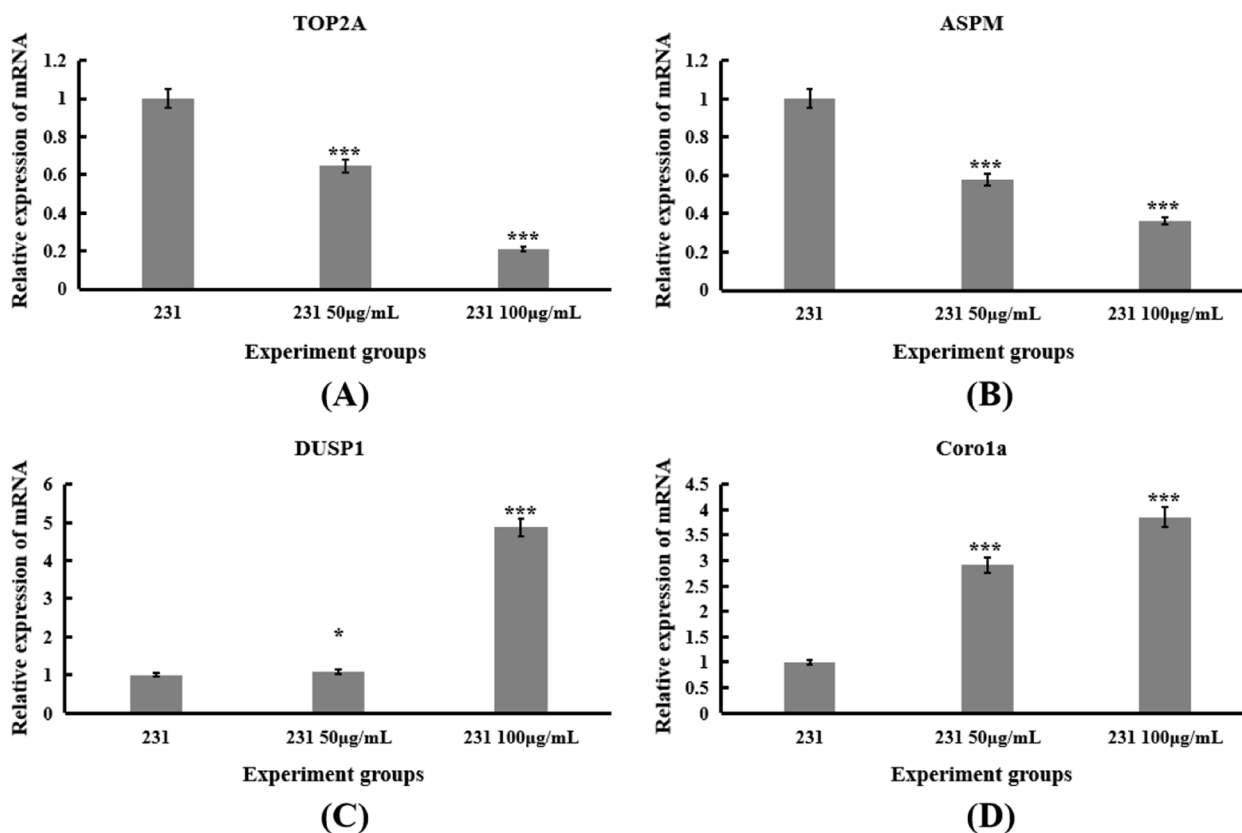 TOP2A
Relative expression of mRNA
1.2
1
0.8
0.6
0.4
0.2
0
***
***
231
231 50μg/mL
231 100μg/mL
Experiment groups
(A)
ASPM
Relative expression of mRNA
1.2
1
0.8
0.6
0.4
0.2
0
***
***
231
231 50μg/mL
231 100μg/mL
Experiment groups
(B)
DUSP1
Relative expression of mRNA
6
5
4
3
2
1
0
*
***
231
231 50μg/mL
231 100μg/mL
Experiment groups
(C)
Coro1a
Relative expression of mRNA
4.5
4
3.5
3
2.5
2
1.5
1
0.5
0
***
***
231
231 50μg/mL
231 100μg/mL
Experiment groups
(D)